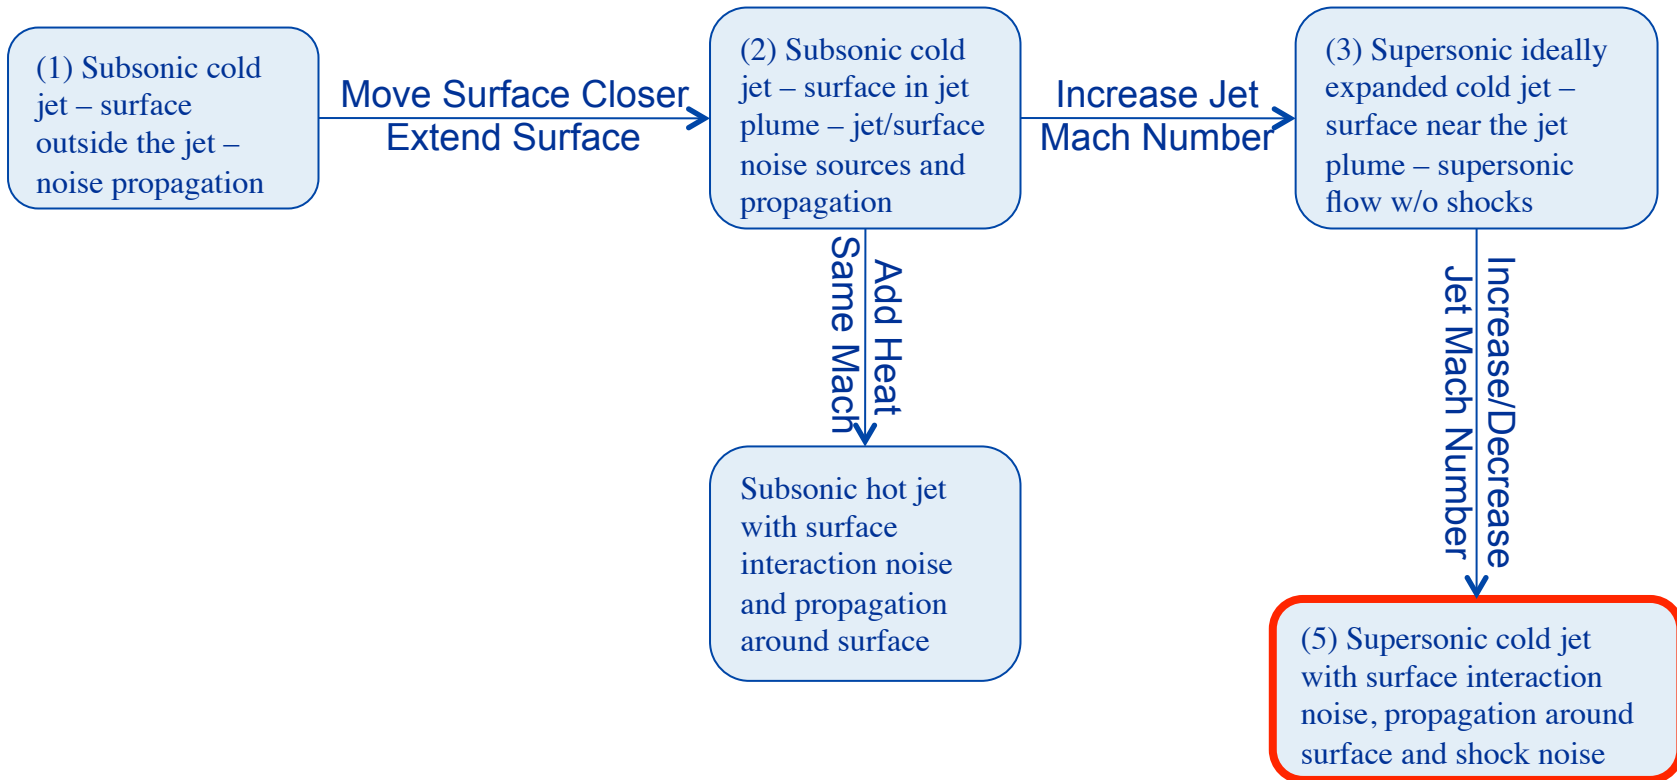 (1) Subsonic cold
jet – surface
outside the jet –
noise propagation
Move Surface Closer
Extend Surface
(2) Subsonic cold
jet – surface in jet
plume – jet/surface
noise sources and
propagation
Increase Jet
Mach Number
(3) Supersonic ideally
expanded cold jet –
surface near the jet
plume – supersonic
flow w/o shocks
Add Heat
Same Mach
Increase/Decrease
Jet Mach Number
Subsonic hot jet
with surface
interaction noise
and propagation
around surface
(5) Supersonic cold jet
with surface interaction
noise, propagation around
surface and shock noise